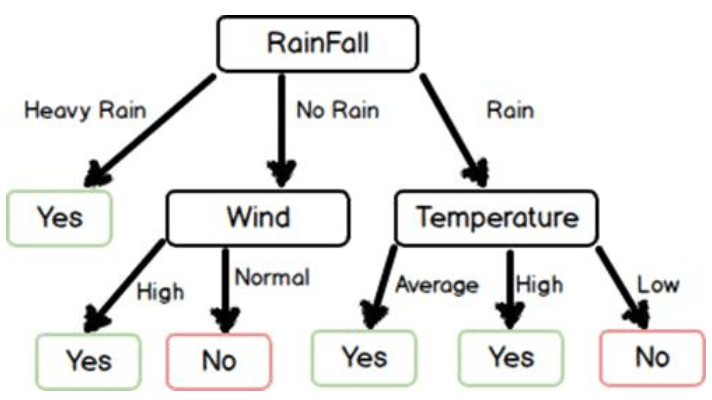 RainFall
Heavy Rain
No Rain
Rain
Yes
Wind
Temperature
High
Normal
Average
High
Low
Yes
No
Yes
Yes
No